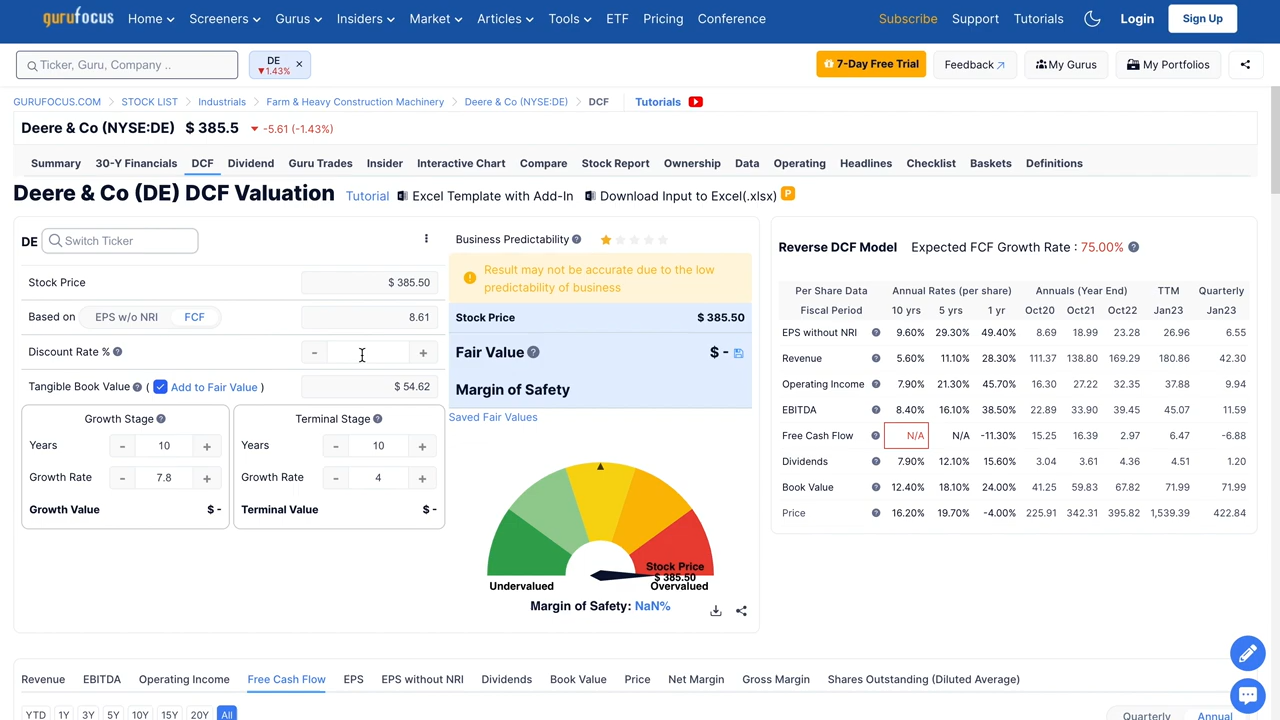 gurufocus Home Screeners Gurus Insiders Market Articles Tools ETF Pricing Conference Subscribe Support Tutorials Login Sign Up
Ticker, Guru, Company .. DE 1.43% × 7-Day Free Trial Feedback My Gurus My Portfolios
GURUFOCUS.COM > STOCK LIST > Industrials > Farm & Heavy Construction Machinery > Deere & Co (NYSE:DE) > DCF Tutorials
Deere & Co (NYSE:DE) $ 385.5 -5.61 (-1.43%)
Summary 30-Y Financials DCF Dividend Guru Trades Insider Interactive Chart Compare Stock Report Ownership Data Operating Headlines Checklist Baskets Definitions
Deere & Co (DE) DCF Valuation Tutorial Excel Template with Add-In Download Input to Excel(.xlsx) P
DE Switch Ticker
Stock Price $ 385.50
Based on EPS w/o NRI FCF 8.61
Discount Rate % ? - +
Tangible Book Value ? ( Add to Fair Value ) $ 54.62
Growth Stage ?
Years - 10 +
Growth Rate - 7.8 +
Growth Value $ -
Terminal Stage ?
Years - 10 +
Growth Rate - 4 +
Terminal Value $ -
Business Predictability ?
Result may not be accurate due to the low
predictability of business
Stock Price $ 385.50
Fair Value ? $ -
Margin of Safety
Saved Fair Values
Stock Price
$ 385.50
Undervalued Overvalued
Margin of Safety: NaN%
Reverse DCF Model Expected FCF Growth Rate : 75.00% ?
Per Share Data Annual Rates (per share) Annuals (Year End) TTM Quarterly
Fiscal Period 10 yrs 5 yrs 1 yr Oct20 Oct21 Oct22 Jan23 Jan23
EPS without NRI ? 9.60% 29.30% 49.40% 8.69 18.99 23.28 26.96 6.55
Revenue ? 5.60% 11.10% 28.30% 111.37 138.80 169.29 180.86 42.30
Operating Income ? 7.90% 21.30% 45.70% 16.30 27.22 32.35 37.88 9.94
EBITDA ? 8.40% 16.10% 38.50% 22.89 33.90 39.45 45.07 11.59
Free Cash Flow ? N/A N/A -11.30% 15.25 16.39 2.97 6.47 -6.88
Dividends ? 7.90% 12.10% 15.60% 3.04 3.61 4.36 4.51 1.20
Book Value ? 12.40% 18.10% 24.00% 41.25 59.83 67.82 71.99 71.99
Price ? 16.20% 19.70% -4.00% 225.91 342.31 395.82 1,539.39 422.84
Revenue EBITDA Operating Income Free Cash Flow EPS EPS without NRI Dividends Book Value Price Net Margin Gross Margin Shares Outstanding (Diluted Average)
YTD 1Y 3Y 5Y 10Y 15Y 20Y All Quarterly Annual